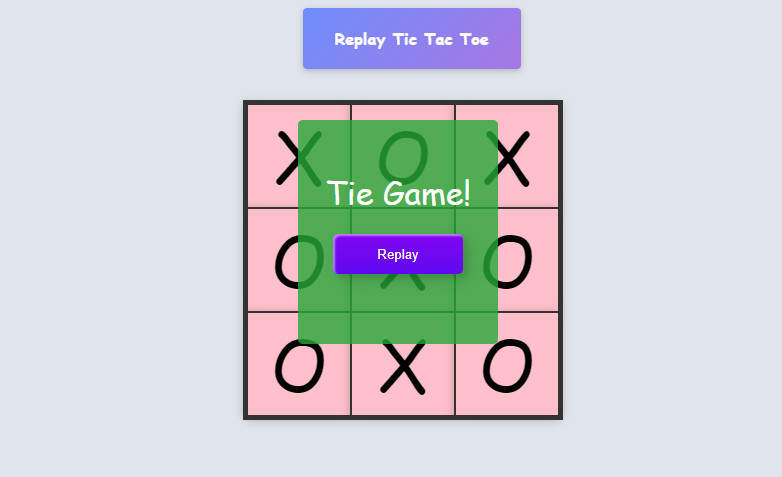 Replay Tic Tac Toe
X O X
Tie Game!
Replay
O X O
O X O